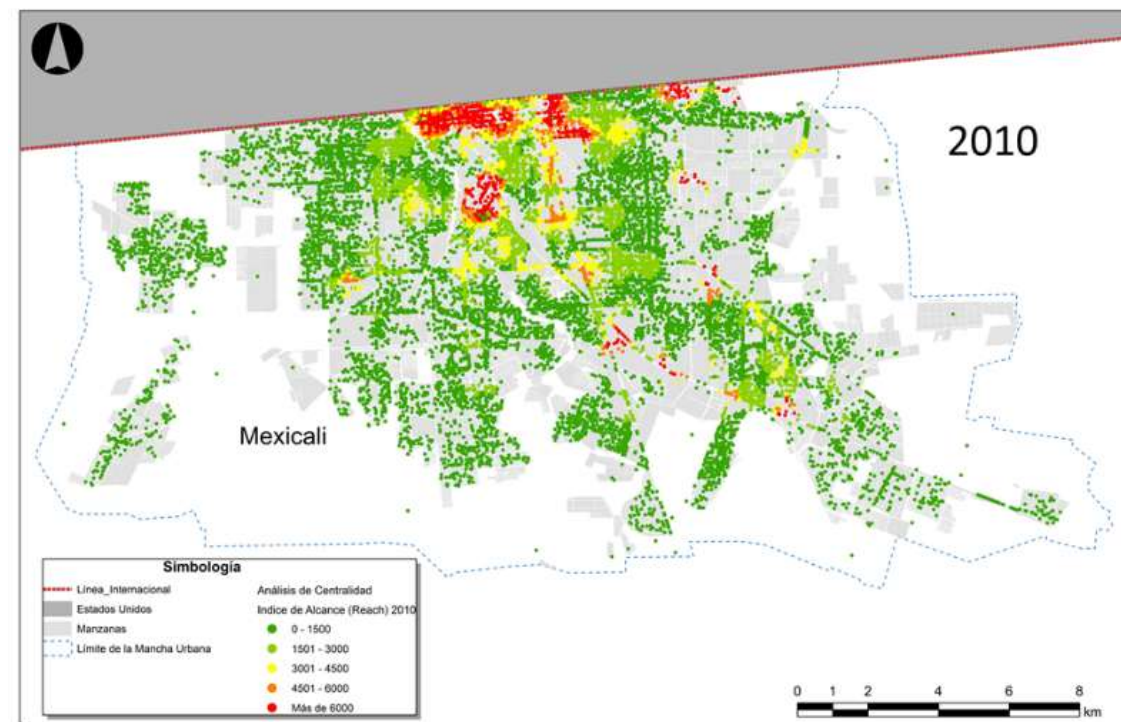 2010
Mexicali
Simbología
Línea_Internacional
Estados Unidos
Manzanas
Límite de la Mancha Urbana
Análisis de Centralidad
Indice de Alcance (Reach) 2010
0 - 1500
1501 - 3000
3001 - 4500
4501 - 6000
Más de 6000
0 1 2 4 6 8
km